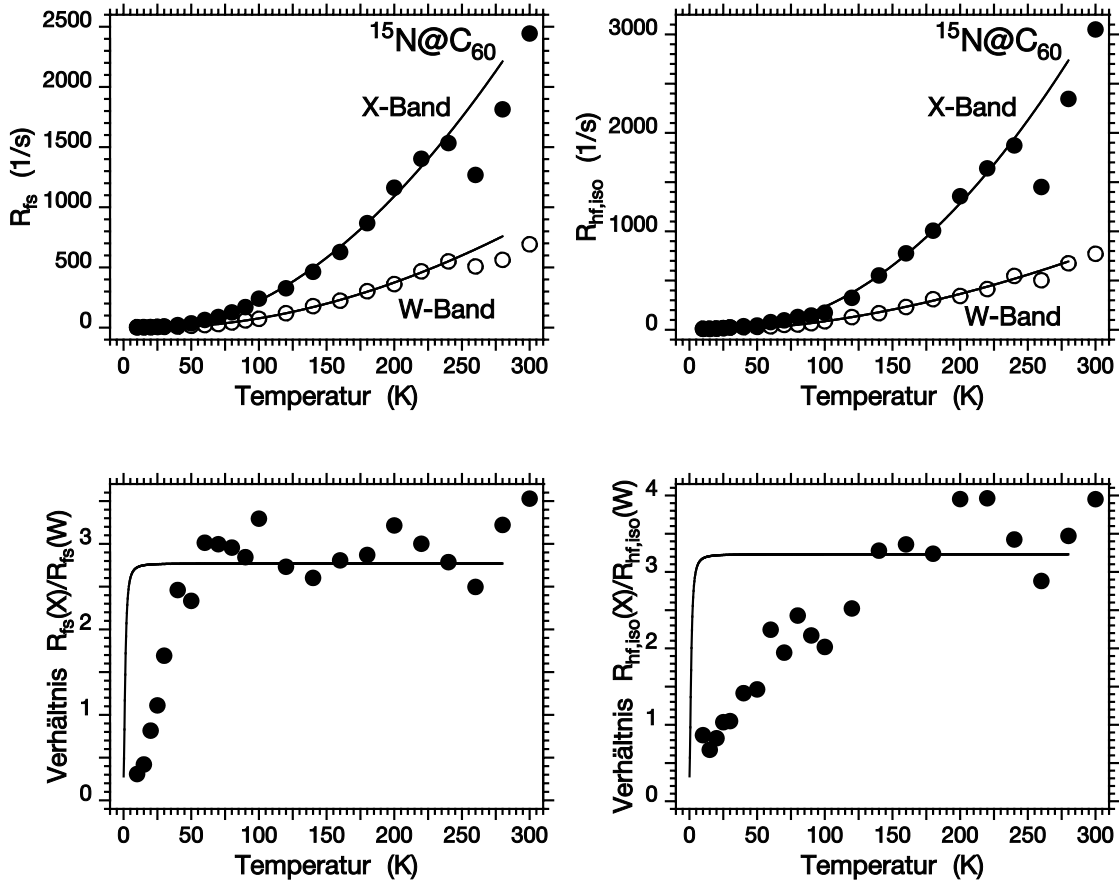 2500
2000
1500
1000
500
0
R_fs (1/s)
¹⁵N@C₆₀
X-Band
W-Band
0 50 100 150 200 250 300
Temperatur (K)
3000
2000
1000
0
R_hf,iso (1/s)
¹⁵N@C₆₀
X-Band
W-Band
0 50 100 150 200 250 300
Temperatur (K)
3
2
1
0
Verhältnis R_fs(X)/R_fs(W)
0 50 100 150 200 250 300
Temperatur (K)
4
3
2
1
0
Verhältnis R_hf,iso(X)/R_hf,iso(W)
0 50 100 150 200 250 300
Temperatur (K)